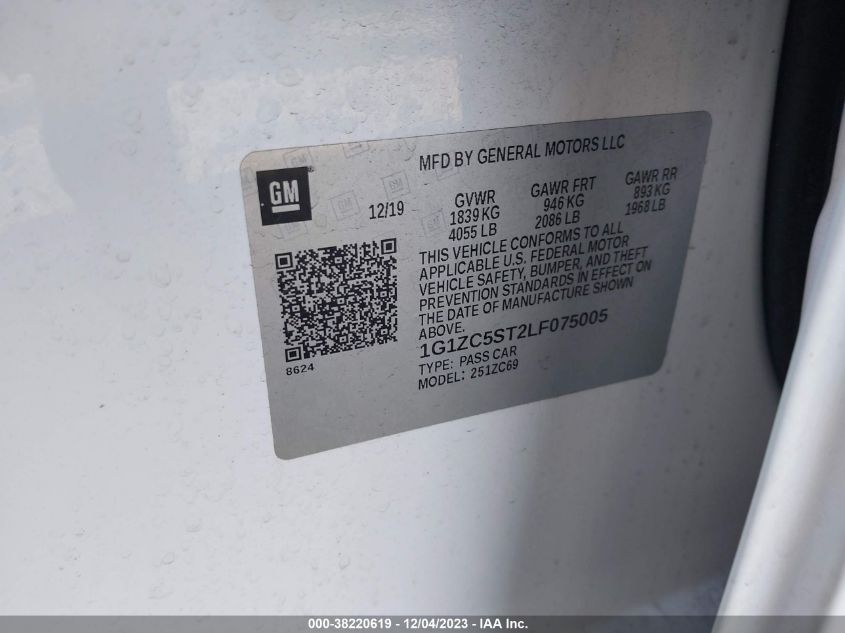 MFD BY GENERAL MOTORS LLC
GM
12/19
GVWR
1839 KG
4055 LB
GAWR FRT
946 KG
2086 LB
GAWR RR
893 KG
1968 LB
THIS VEHICLE CONFORMS TO ALL
APPLICABLE U.S. FEDERAL MOTOR
VEHICLE SAFETY, BUMPER, AND THEFT
PREVENTION STANDARDS IN EFFECT ON
THE DATE OF MANUFACTURE SHOWN
ABOVE.
1G1ZC5ST2LF075005
TYPE: PASS CAR
MODEL: 251ZC69
8624
000-38220619 - 12/04/2023 - IAA Inc.